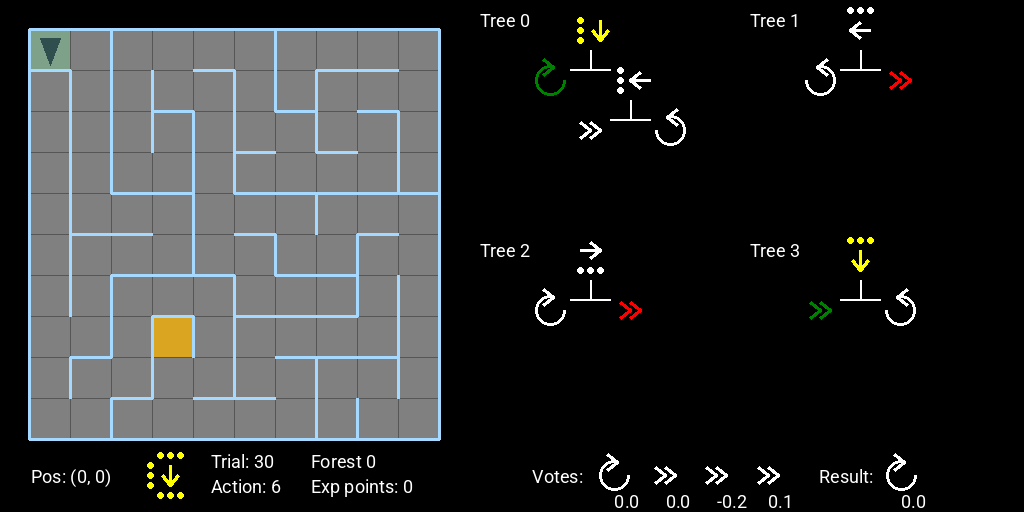 Tree 0
Tree 1
Tree 2
Tree 3
Pos: (0, 0)
Trial: 30
Forest 0
Action: 6
Exp points: 0
Votes:
0.0
0.0
-0.2
0.1
Result:
0.0